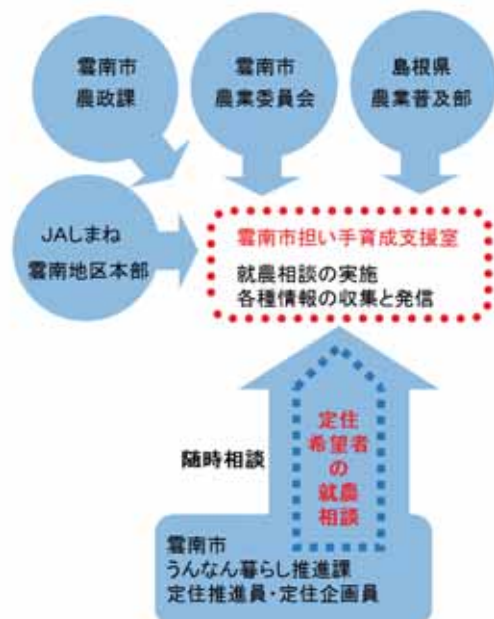 雲南市
農政課
雲南市
農業委員会
島根県
農業普及部
JAしまね
雲南地区本部
雲南市担い手育成支援室
就農相談の実施
各種情報の収集と発信
定住
希望者
の
就農
相談
随時相談
雲南市
うんなん暮らし推進課
定住推進員・定住企画員